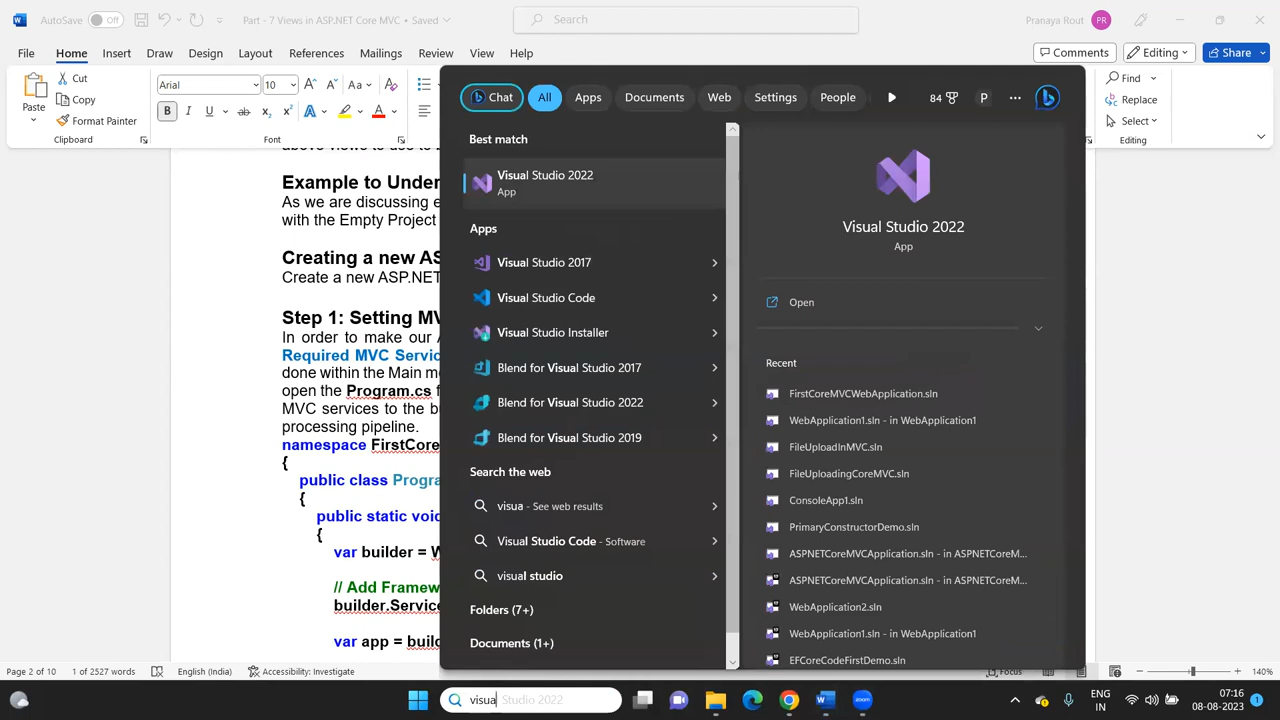 AutoSave Off Part - 7 Views in ASP.NET Core MVC • Saved Search Pranaya Rout PR
File Home Insert Draw Design Layout References Mailings Review View Help Comments Editing Share
Paste Cut Copy Format Painter
Clipboard
Arial 10
Aa
B I U ab x₂ x² A A
Font
Find
Replace
Select
Editing
Example to Under
As we are discussing e
with the Empty Project
Creating a new AS
Create a new ASP.NET
Step 1: Setting MV
In order to make our A
Required MVC Servic
done within the Main me
open the Program.cs f
MVC services to the b
processing pipeline.
namespace FirstCore
{
public class Progra
{
public static void
{
var builder = W
// Add Framew
builder.Service
var app = build
Chat All Apps Documents Web Settings People 84 P
Best match
Visual Studio 2022
App
Apps
Visual Studio 2017
Visual Studio Code
Visual Studio Installer
Blend for Visual Studio 2017
Blend for Visual Studio 2022
Blend for Visual Studio 2019
Search the web
visua - See web results
Visual Studio Code - Software
visual studio
Folders (7+)
Documents (1+)
Visual Studio 2022
App
Open
Recent
FirstCoreMVCWebApplication.sln
WebApplication1.sln - in WebApplication1
FileUploadInMVC.sln
FileUploadingCoreMVC.sln
ConsoleApp1.sln
PrimaryConstructorDemo.sln
ASPNETCoreMVCApplication.sln - in ASPNETCoreM...
ASPNETCoreMVCApplication.sln - in ASPNETCoreM...
WebApplication2.sln
WebApplication1.sln - in WebApplication1
EFCoreCodeFirstDemo.sln
Page 2 of 10 1 of 2527 words English (India) Accessibility: Investigate Focus 140%
visua Studio 2022
ENG
IN
07:16
08-08-2023
1